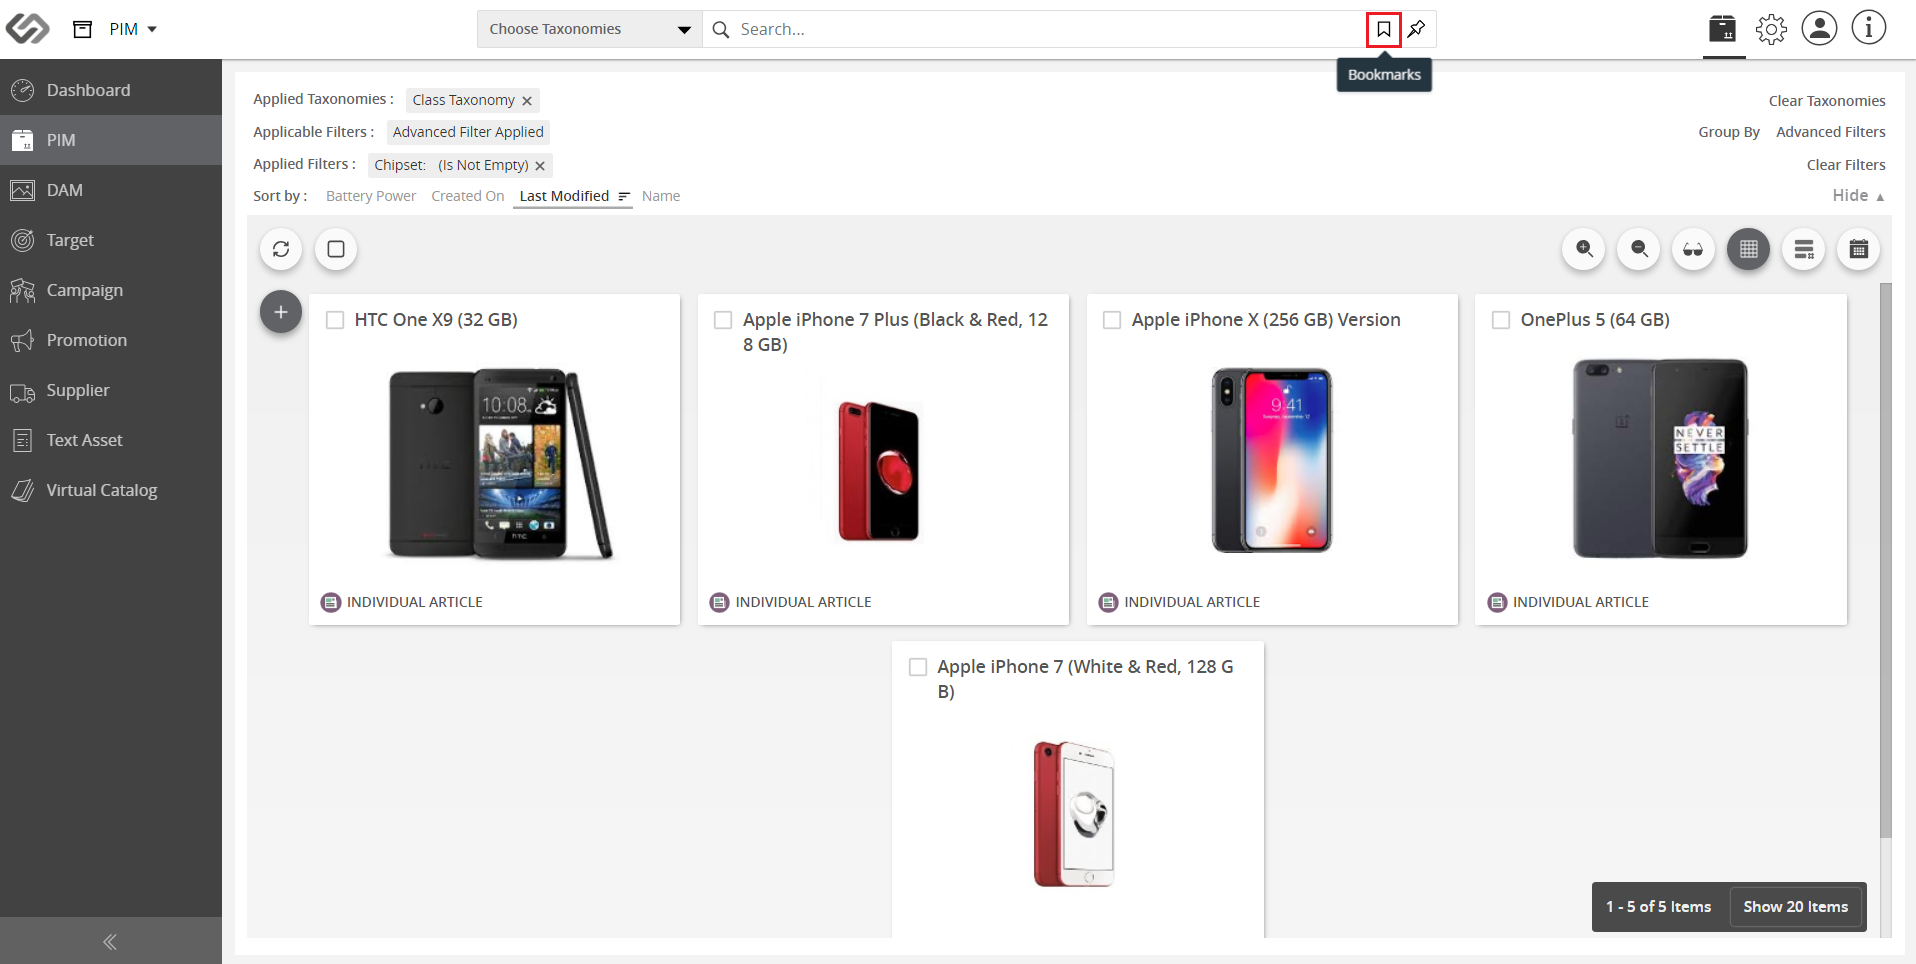 PIM
Choose Taxonomies
Search...
Bookmarks
Dashboard
PIM
DAM
Target
Campaign
Promotion
Supplier
Text Asset
Virtual Catalog
Applied Taxonomies : Class Taxonomy ×
Clear Taxonomies
Applicable Filters : Advanced Filter Applied
Group By Advanced Filters
Applied Filters : Chipset: (Is Not Empty) ×
Clear Filters
Sort by : Battery Power Created On Last Modified Name
Hide ▲
HTC One X9 (32 GB)
10:08
hTC
INDIVIDUAL ARTICLE
Apple iPhone 7 Plus (Black & Red, 12
8 GB)
INDIVIDUAL ARTICLE
Apple iPhone X (256 GB) Version
9:41
INDIVIDUAL ARTICLE
OnePlus 5 (64 GB)
NEVER
SETTLE
INDIVIDUAL ARTICLE
Apple iPhone 7 (White & Red, 128 G
B)
1 - 5 of 5 Items
Show 20 Items